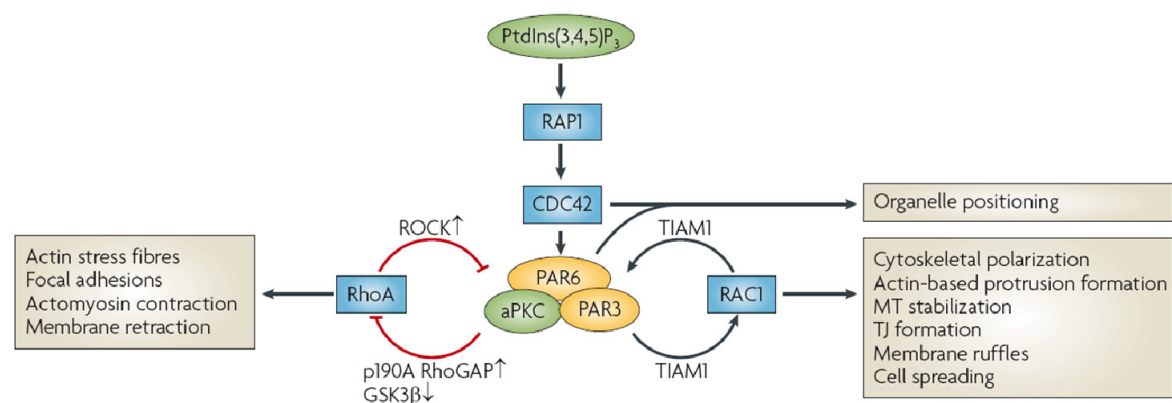 PtdIns(3,4,5)P₃
RAP1
CDC42
Organelle positioning
ROCK↑
TIAM1
Actin stress fibres
Focal adhesions
Actomyosin contraction
Membrane retraction
RhoA
PAR6
aPKC
PAR3
RAC1
Cytoskeletal polarization
Actin-based protrusion formation
MT stabilization
TJ formation
Membrane ruffles
Cell spreading
p190A RhoGAP↑
GSK3β↓
TIAM1